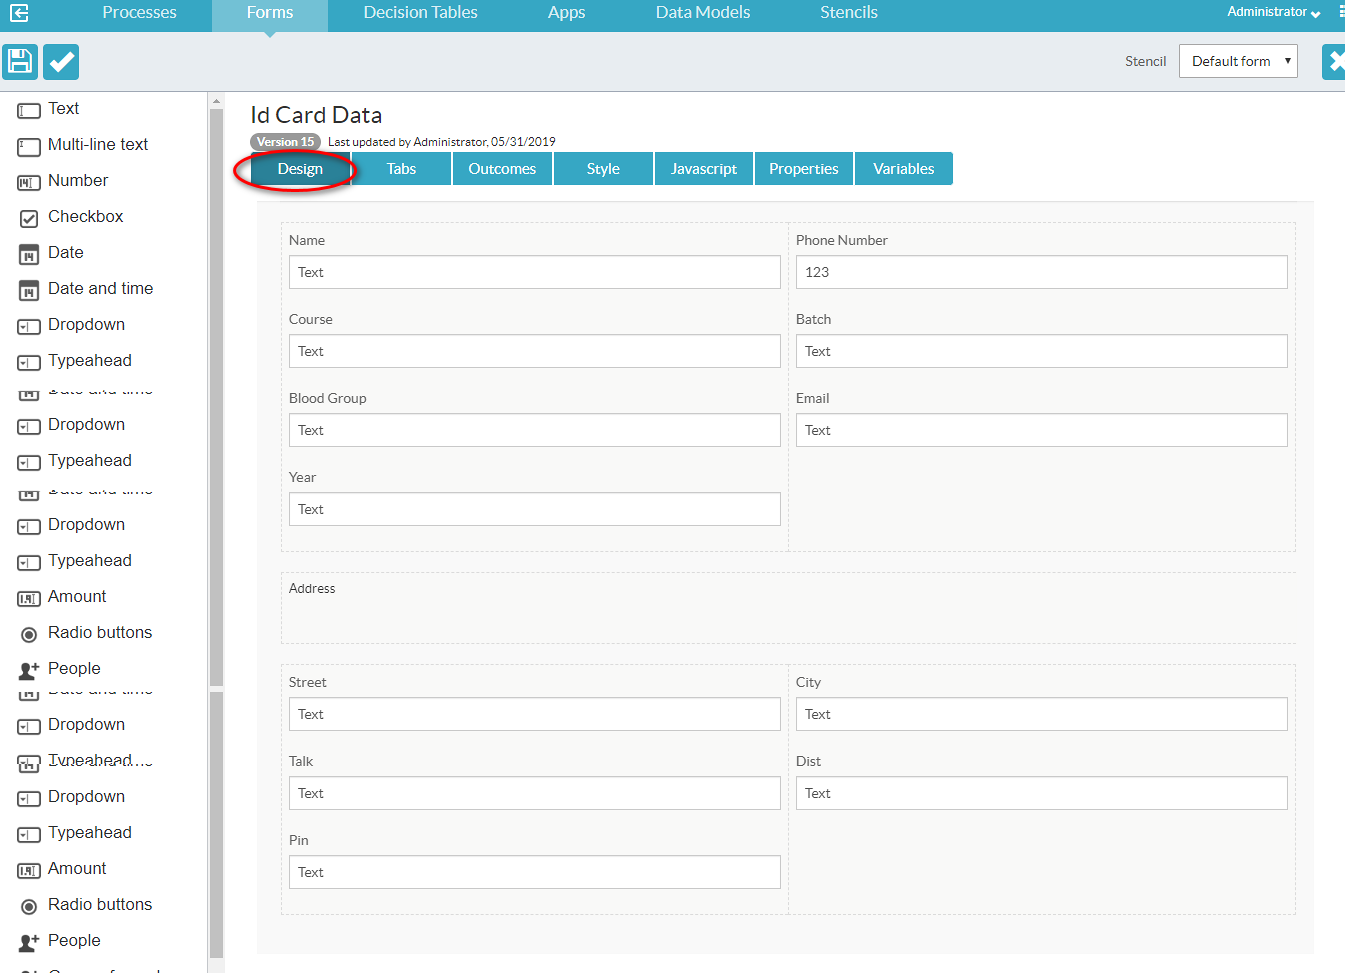 Processes Forms Decision Tables Apps Data Models Stencils Administrator
Stencil Default form
Text
Multi-line text
Number
Checkbox
Date
Date and time
Dropdown
Typeahead
Dropdown
Typeahead
Dropdown
Typeahead
Amount
Radio buttons
People
Dropdown
Typeahead
Dropdown
Typeahead
Amount
Radio buttons
People
Id Card Data
Version 15 Last updated by Administrator, 05/31/2019
Design Tabs Outcomes Style Javascript Properties Variables
Name Phone Number
Text 123
Course Batch
Text Text
Blood Group Email
Text Text
Year
Text
Address
Street City
Text Text
Talk Dist
Text Text
Pin
Text